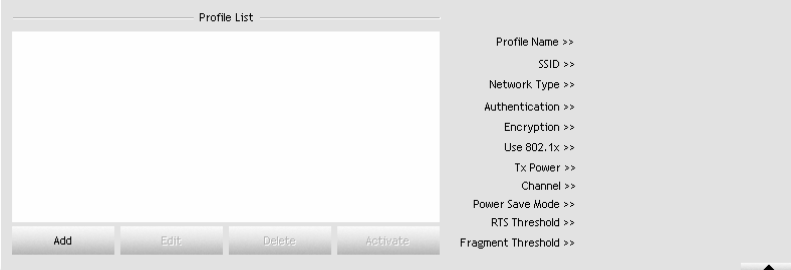 Profile List
Profile Name >>
SSID >>
Network Type >>
Authentication >>
Encryption >>
Use 802.1x >>
Tx Power >>
Channel >>
Power Save Mode >>
RTS Threshold >>
Fragment Threshold >>
Add Edit Delete Activate